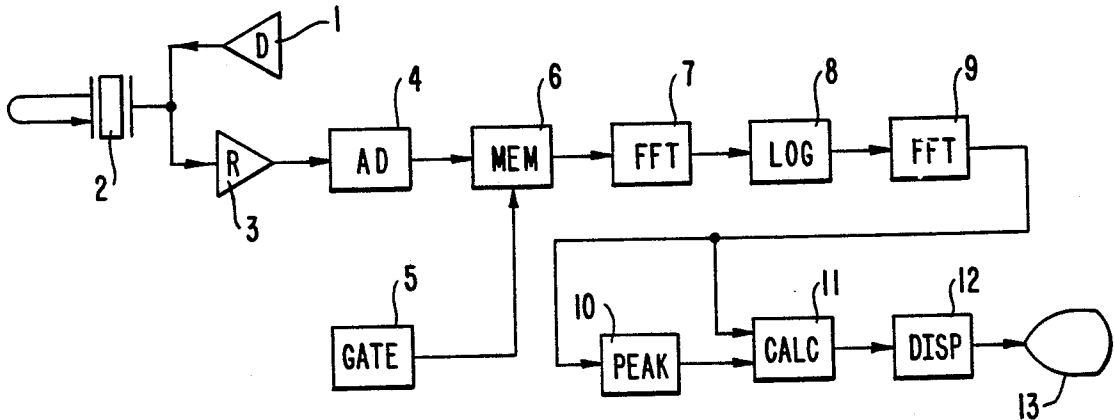 1
D
4
6
7
8
9
R
AD
MEM
FFT
LOG
FFT
2
3
5
10
11
12
GATE
PEAK
CALC
DISP
13